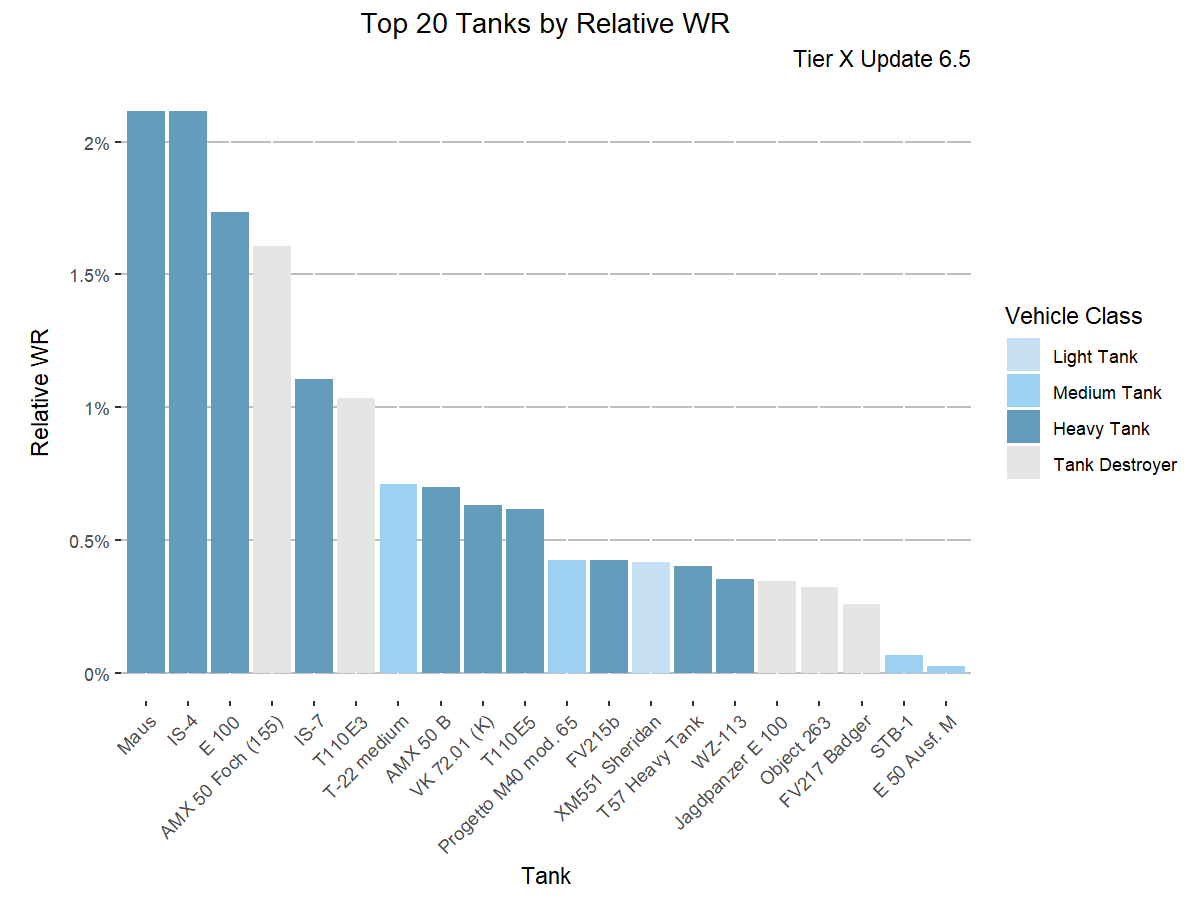 Top 20 Tanks by Relative WR
Tier X Update 6.5
2%
1.5%
1%
0.5%
0%
Relative WR
Maus
IS-4
E 100
AMX 50 Foch (155)
IS-7
T110E3
T-22 medium
AMX 50 B
VK 72.01 (K)
T110E5
Progetto M40 mod. 65
FV215b
XM551 Sheridan
T57 Heavy Tank
WZ-113
Jagdpanzer E 100
Object 263
FV217 Badger
STB-1
E 50 Ausf. M
Tank
Vehicle Class
Light Tank
Medium Tank
Heavy Tank
Tank Destroyer